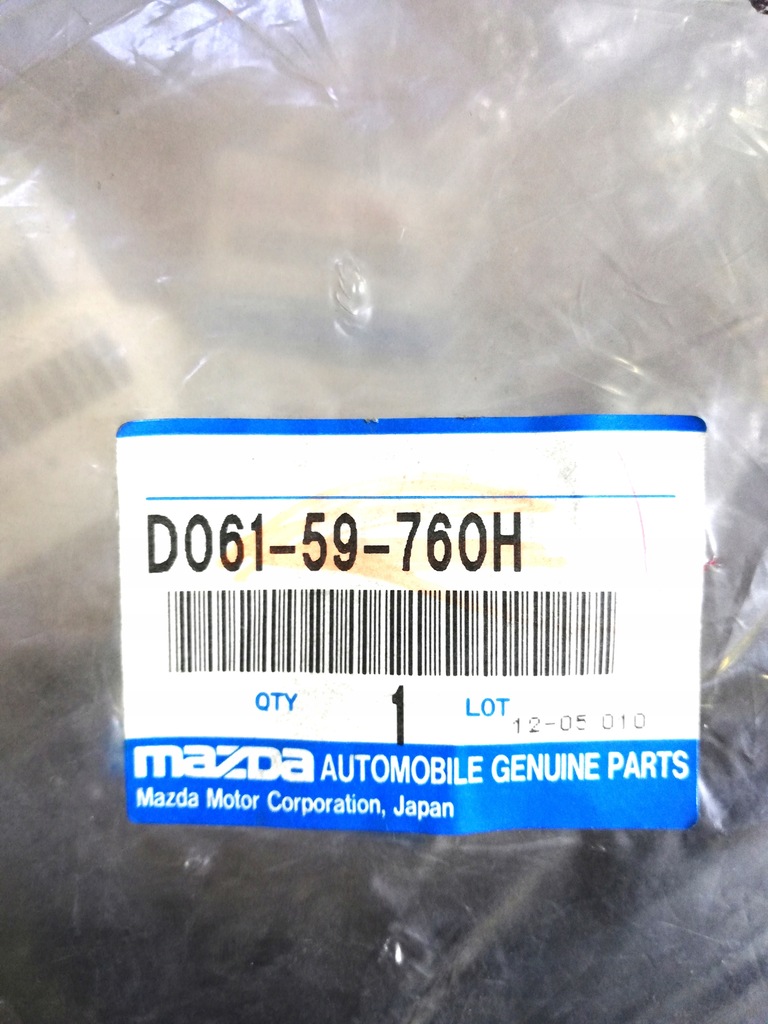 D061-59-760H
QTY 1 LOT 12-05 010
mazda AUTOMOBILE GENUINE PARTS
Mazda Motor Corporation, Japan